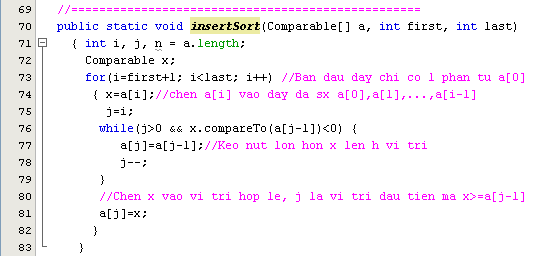 69 //==================================================
70 public static void insertSort(Comparable[] a, int first, int last)
71 { int i, j, n = a.length;
72 Comparable x;
73 for(i=first+1; i<last; i++) //Ban dau day chi co 1 phan tu a[0]
74 { x=a[i];//chen a[i] vao day da sx a[0],a[1],...,a[i-1]
75 j=i;
76 while(j>0 && x.compareTo(a[j-1])<0) {
77 a[j]=a[j-1];//Keo nut lon hon x len h vi tri
78 j--;
79 }
80 //Chen x vao vi tri hop le, j la vi tri dau tien ma x>=a[j-1]
81 a[j]=x;
82 }
83 }